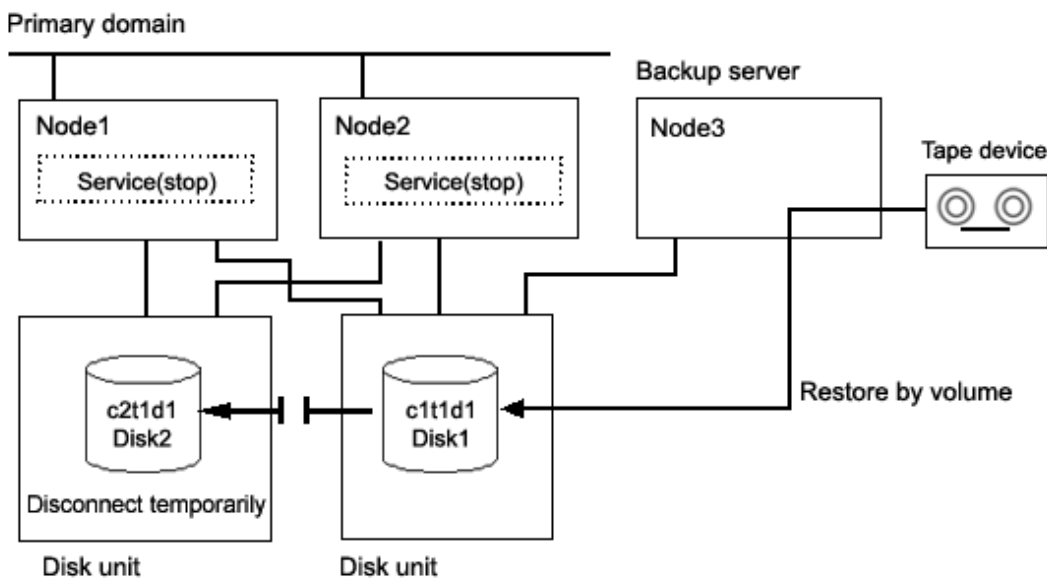 Primary domain
Backup server
Node1
Node2
Node3
Tape device
Service(stop)
Service(stop)
c2t1d1
Disk2
c1t1d1
Disk1
Restore by volume
Disconnect temporarily
Disk unit
Disk unit